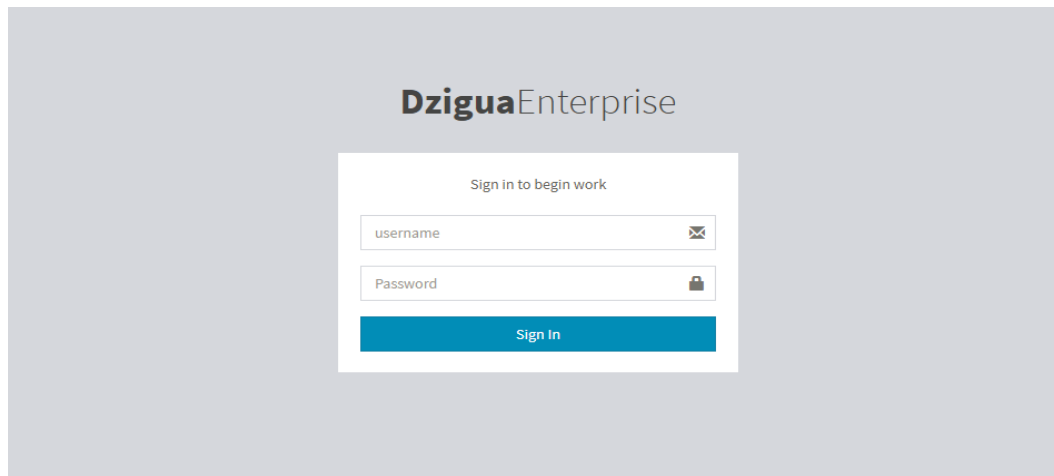 DziguaEnterprise
Sign in to begin work
username
Password
Sign In